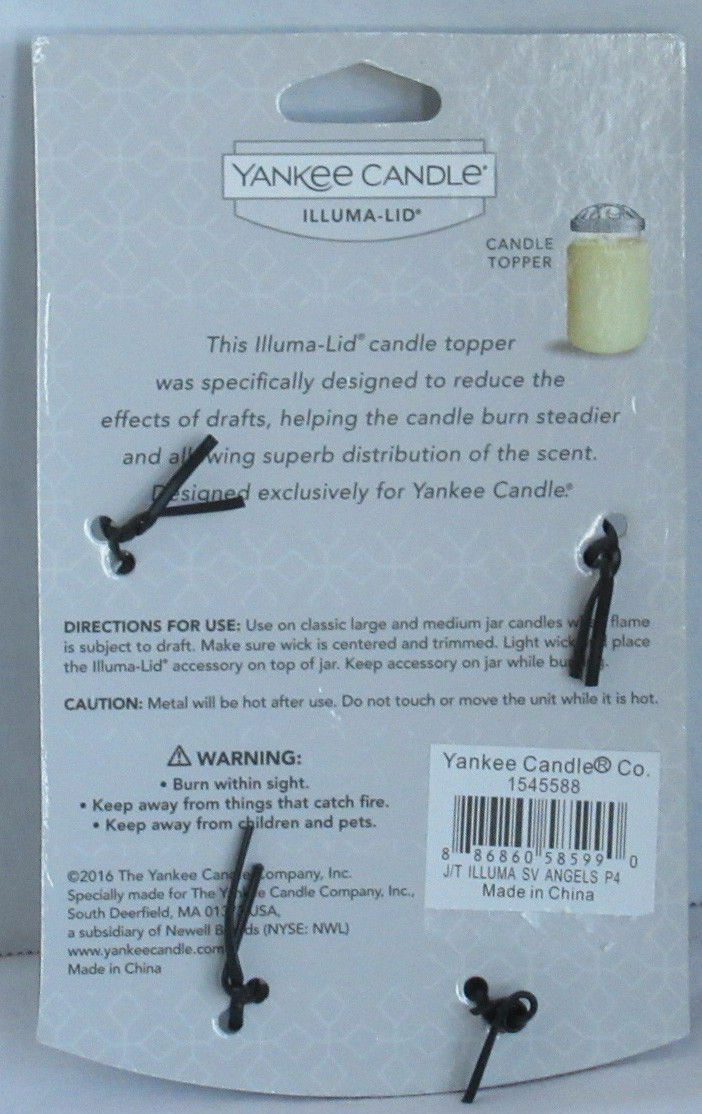 YANKEE CANDLE®
ILLUMA-LID®
CANDLE
TOPPER
This Illuma-Lid® candle topper
was specifically designed to reduce the
effects of drafts, helping the candle burn steadier
and allowing superb distribution of the scent.
Designed exclusively for Yankee Candle.®
DIRECTIONS FOR USE: Use on classic large and medium jar candles when flame
is subject to draft. Make sure wick is centered and trimmed. Light wick place
the Illuma-Lid® accessory on top of jar. Keep accessory on jar while burning.
CAUTION: Metal will be hot after use. Do not touch or move the unit while it is hot.
⚠ WARNING:
• Burn within sight.
• Keep away from things that catch fire.
• Keep away from children and pets.
©2016 The Yankee Candle Company, Inc.
Specially made for The Yankee Candle Company, Inc.,
South Deerfield, MA USA,
a subsidiary of Newell Brands (NYSE: NWL)
www.yankeecandle.com
Made in China
Yankee Candle® Co.
1545588
8 86860 58599 0
J/T ILLUMA SV ANGELS P4
Made in China